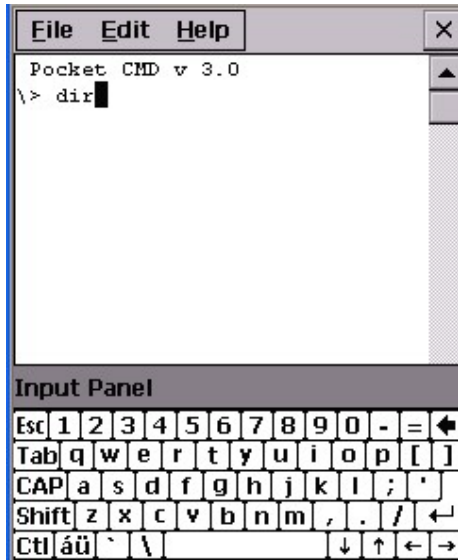 File Edit Help ×
Pocket CMD v 3.0
\> dir
Input Panel
Esc 1 2 3 4 5 6 7 8 9 0 - =
Tab q w e r t y u i o p [ ]
CAP a s d f g h j k l ; '
Shift z x c v b n m , . / ↵
Ctl áü ` \ ↓ ↑ ← →